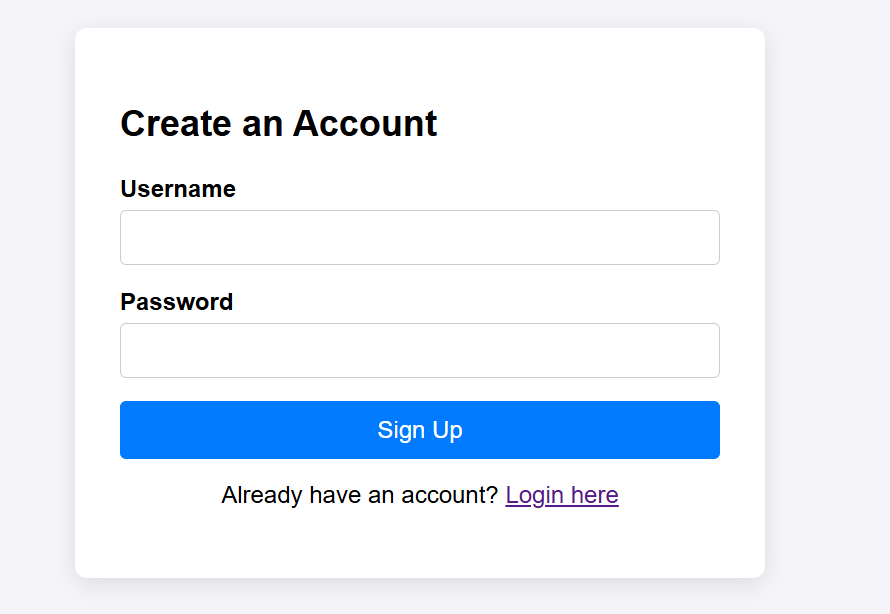 Create an Account
Username
Password
Sign Up
Already have an account? Login here